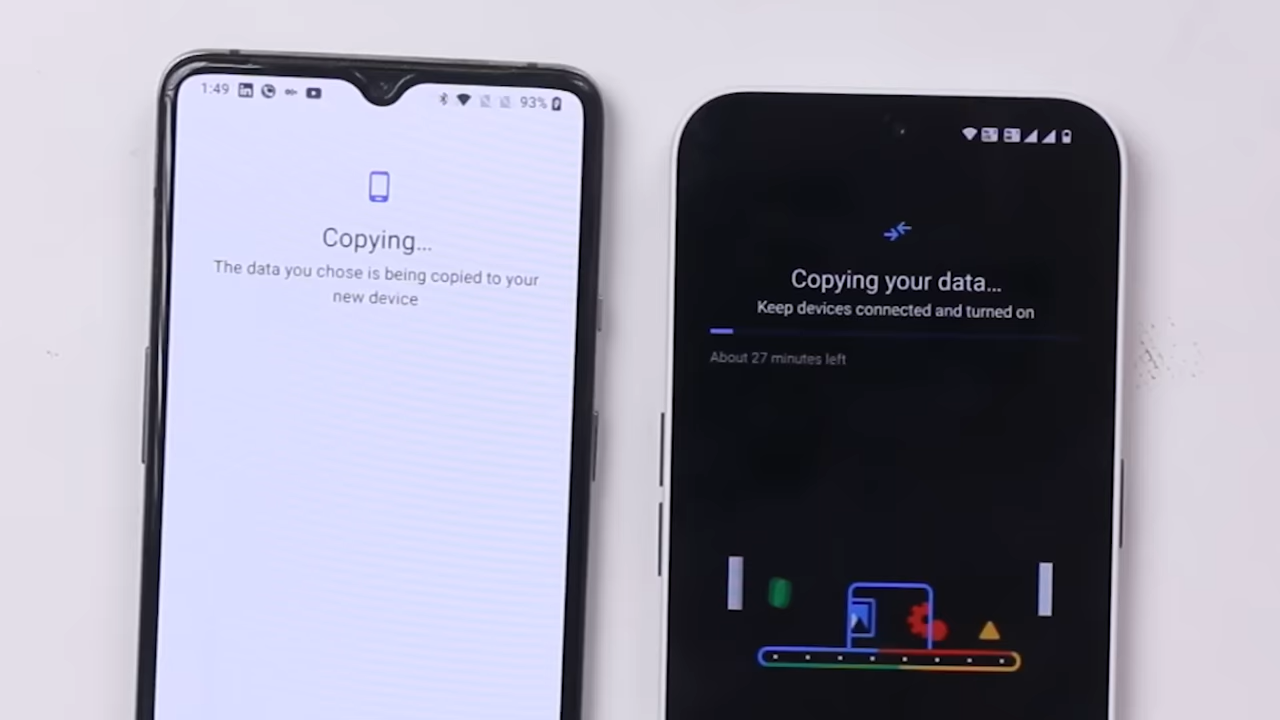 1:49
93%
Copying...
The data you chose is being copied to your
new device
Copying your data...
Keep devices connected and turned on
About 27 minutes left